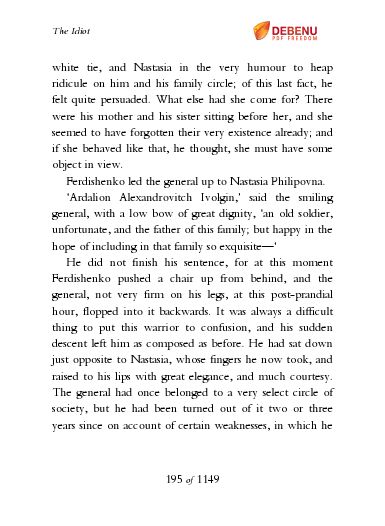 The Idiot
DEBENU
PDF FREEDOM
white tie, and Nastasia in the very humour to heap
ridicule on him and his family circle; of this last fact, he
felt quite persuaded. What else had she come for? There
were his mother and his sister sitting before her, and she
seemed to have forgotten their very existence already; and
if she behaved like that, he thought, she must have some
object in view.
Ferdishenko led the general up to Nastasia Philipovna.
'Ardalion Alexandrovitch Ivolgin,' said the smiling
general, with a low bow of great dignity, 'an old soldier,
unfortunate, and the father of this family; but happy in the
hope of including in that family so exquisite—'
He did not finish his sentence, for at this moment
Ferdishenko pushed a chair up from behind, and the
general, not very firm on his legs, at this post-prandial
hour, flopped into it backwards. It was always a difficult
thing to put this warrior to confusion, and his sudden
descent left him as composed as before. He had sat down
just opposite to Nastasia, whose fingers he now took, and
raised to his lips with great elegance, and much courtesy.
The general had once belonged to a very select circle of
society, but he had been turned out of it two or three
years since on account of certain weaknesses, in which he
195 of 1149